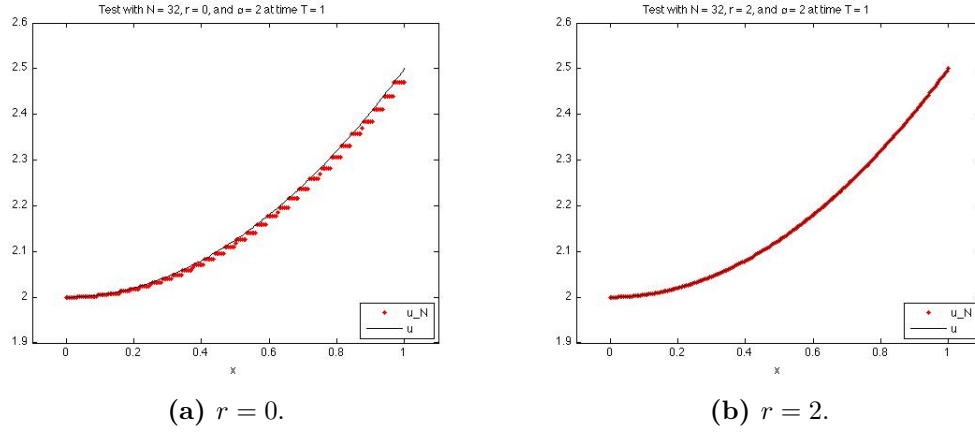 Test with N = 32, r = 0, and ø = 2 at time T = 1
2.6
2.5
2.4
2.3
2.2
2.1
2
1.9
0
0.2
0.4
0.6
0.8
1
x
u_N
u
(a) r = 0.
Test with N = 32, r = 2, and ø = 2 at time T = 1
2.6
2.5
2.4
2.3
2.2
2.1
2
1.9
0
0.2
0.4
0.6
0.8
1
x
u_N
u
(b) r = 2.